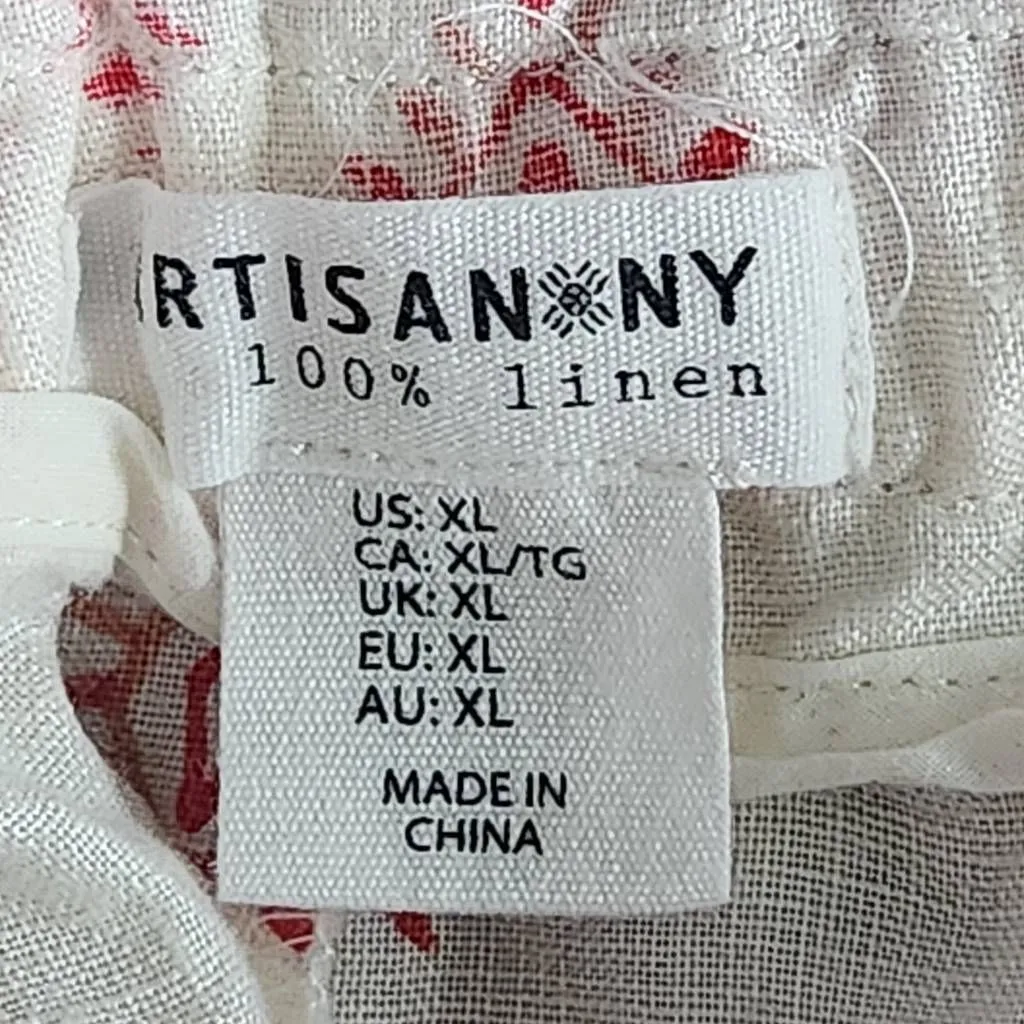 RTISAN NY
100% linen
US: XL
CA: XL/TG
UK: XL
EU: XL
AU: XL
MADE IN
CHINA